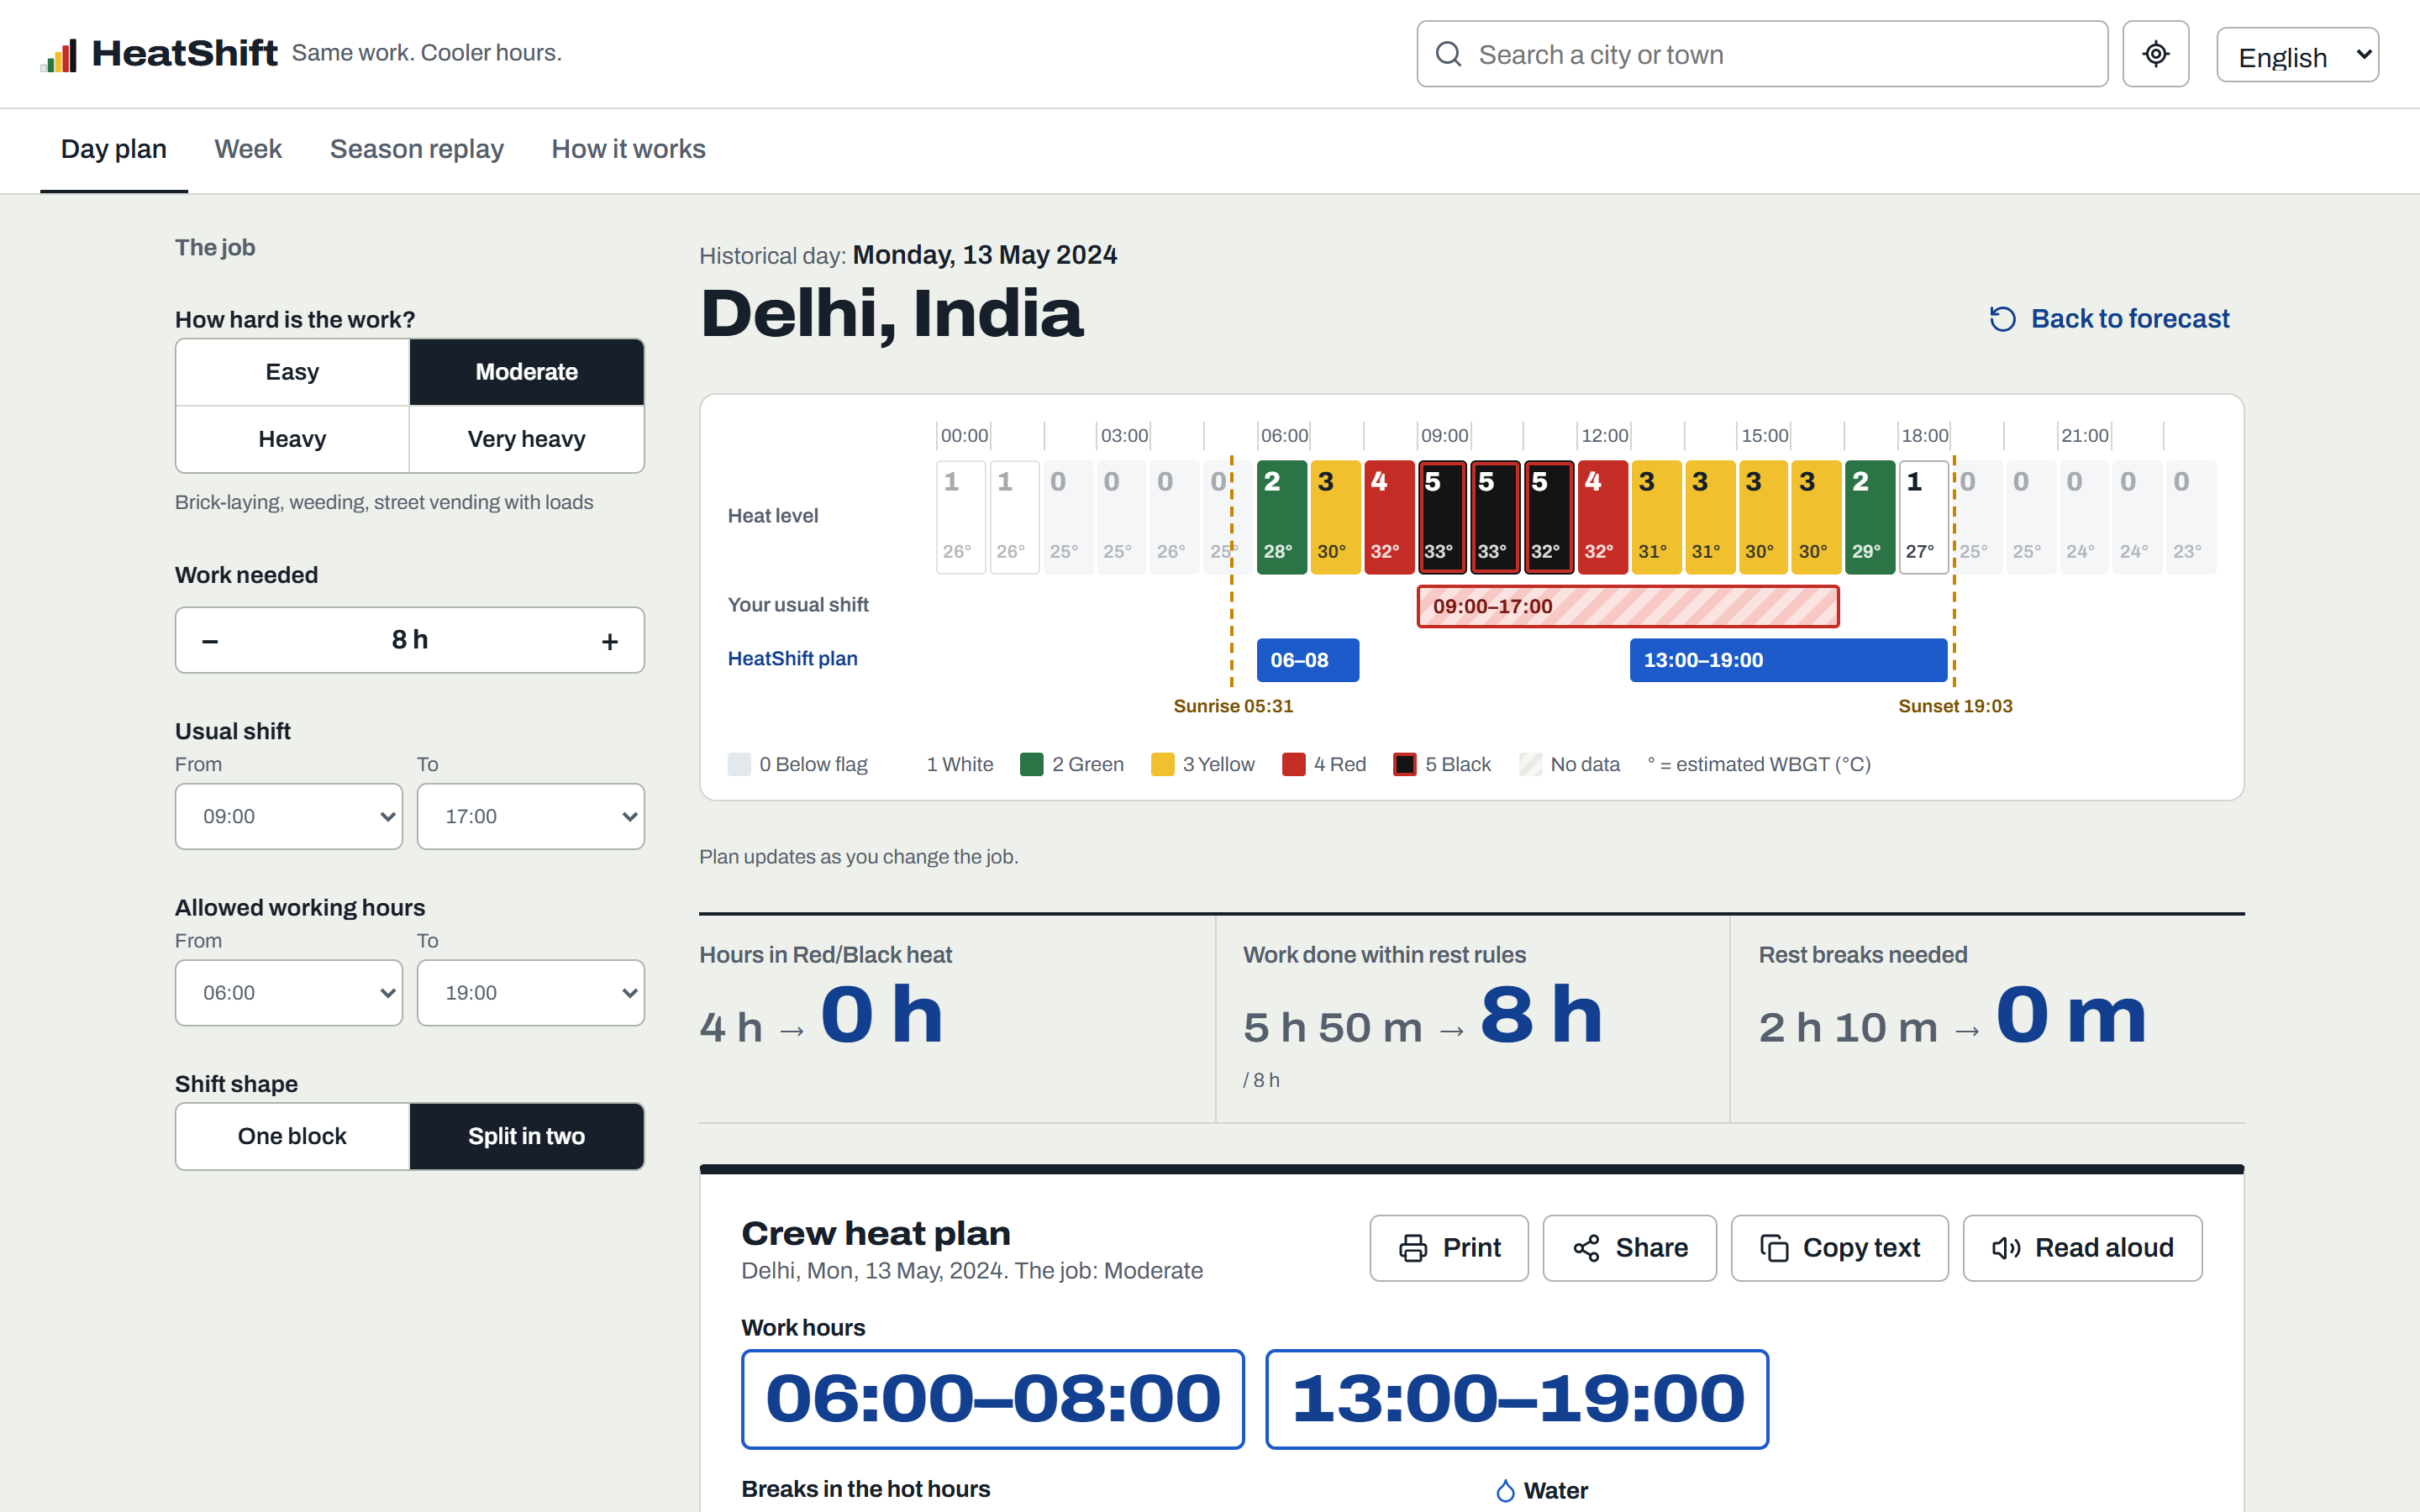 HeatShift Same work. Cooler hours.
Search a city or town
English
Day plan Week Season replay How it works
The job
How hard is the work?
Easy Moderate
Heavy Very heavy
Brick-laying, weeding, street vending with loads
Work needed
– 8 h +
Usual shift
From To
09:00 17:00
Allowed working hours
From To
06:00 19:00
Shift shape
One block Split in two
Historical day: Monday, 13 May 2024
Delhi, India
Back to forecast
00:00 03:00 06:00 09:00 12:00 15:00 18:00 21:00
Heat level
1 1 0 0 0 0 2 3 4 5 5 5 4 3 3 3 3 2 1 0 0 0 0 0
26° 26° 25° 25° 26° 25° 28° 30° 32° 33° 33° 32° 32° 31° 31° 30° 30° 29° 27° 25° 25° 24° 24° 23°
Your usual shift 09:00–17:00
HeatShift plan 06–08 13:00–19:00
Sunrise 05:31 Sunset 19:03
0 Below flag 1 White 2 Green 3 Yellow 4 Red 5 Black No data ° = estimated WBGT (°C)
Plan updates as you change the job.
Hours in Red/Black heat
4 h → 0 h
Work done within rest rules
5 h 50 m → 8 h
/ 8 h
Rest breaks needed
2 h 10 m → 0 m
Crew heat plan
Delhi, Mon, 13 May, 2024. The job: Moderate
Print Share Copy text Read aloud
Work hours
06:00–08:00 13:00–19:00
Breaks in the hot hours
Water